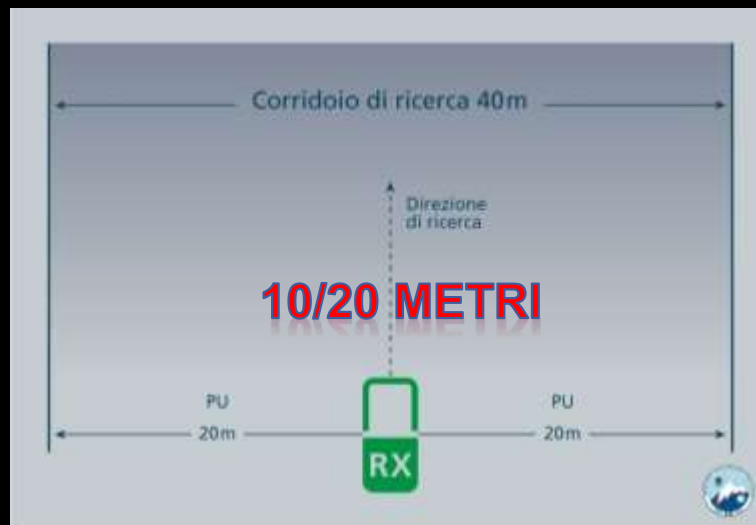 Corridoio di ricerca 40m
Direzione
di ricerca
10/20 METRI
PU
PU
20m
20m
RX